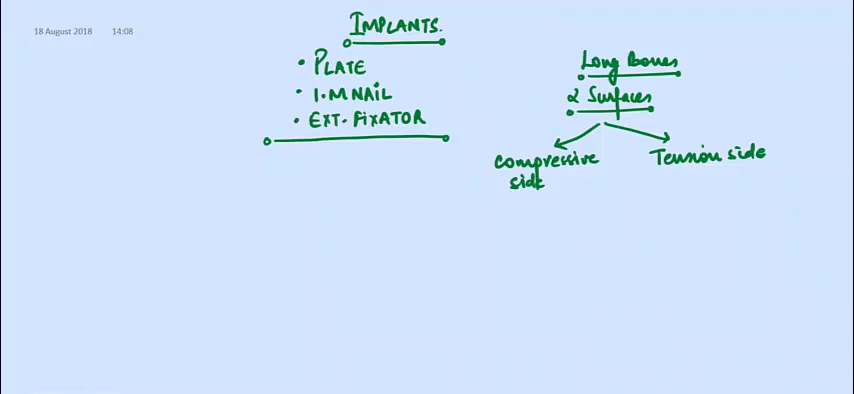 18 August 2018 14:08
IMPLANTS.
• PLATE
• I.M NAIL
• EXT. FIXATOR
Long Bones
2 Surfaces
Compressive side
Tension side